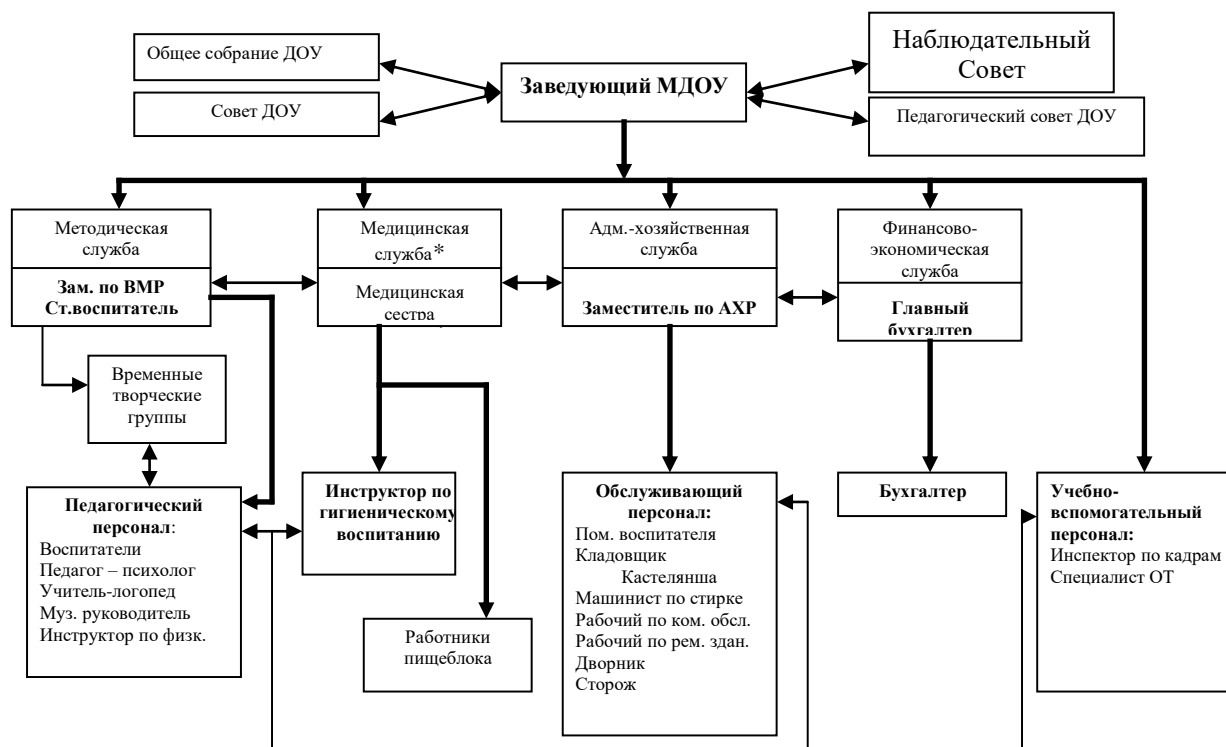 Общее собрание ДОУ
Наблюдательный
Совет
Заведующий МДОУ
Совет ДОУ
Педагогический совет ДОУ
Методическая
служба
Зам. по ВМР
Ст.воспитатель
Медицинская
служба*
Медицинская
сестра
Адм.-хозяйственная
служба
Заместитель по АХР
Финансово-
экономическая
служба
Главный
бухгалтер
Временные
творческие
группы
Педагогический
персонал:
Воспитатели
Педагог – психолог
Учитель-логопед
Муз. руководитель
Инструктор по физк.
Инструктор по
гигиеническому
воспитанию
Работники
пищеблока
Обслуживающий
персонал:
Пом. воспитателя
Кладовщик
Кастелянша
Машинист по стирке
Рабочий по ком. обсл.
Рабочий по рем. здан.
Дворник
Сторож
Бухгалтер
Учебно-
вспомогательный
персонал:
Инспектор по кадрам
Специалист ОТ